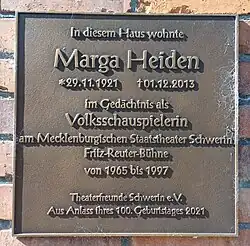 In diesem Haus wohnte
Marga Heiden
*29.11.1921 †01.12.2013
Im Gedächtnis als
Volksschauspielerin
am Mecklenburgischen Staatstheater Schwerin
Fritz-Reuter-Bühne
von 1965 bis 1997
Theaterfreunde Schwerin e.V.
Aus Anlass ihres 100. Geburtstages 2021